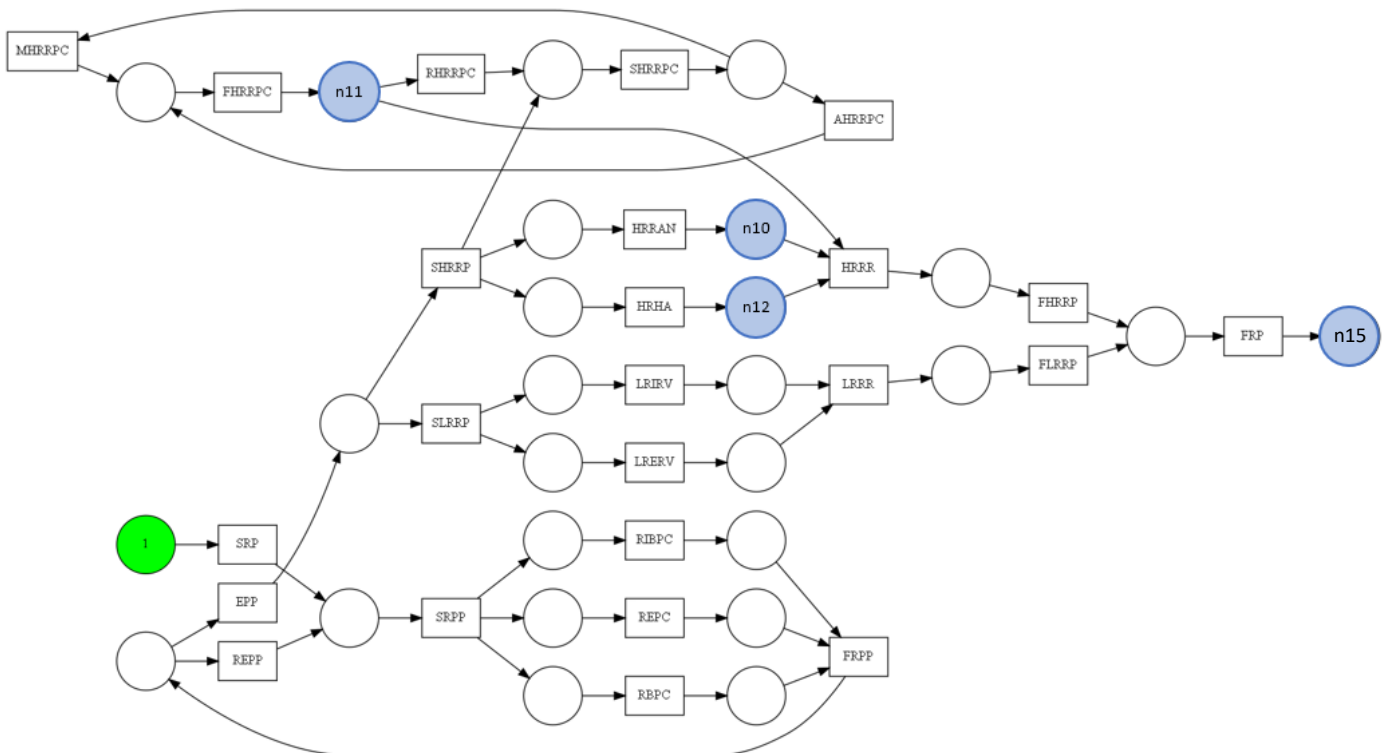 MHRRPC
FHRRPC
n11
RHRRPC
SHRRPC
AHRRPC
SHRRP
HRRAN
n10
HRRR
HRHA
n12
FHRRP
FRP
n15
FLRRP
SLRRP
LRIRV
LRRR
LRERV
1
SRP
EPP
REPP
SRPP
RIBPC
REPC
RBPC
FRPP